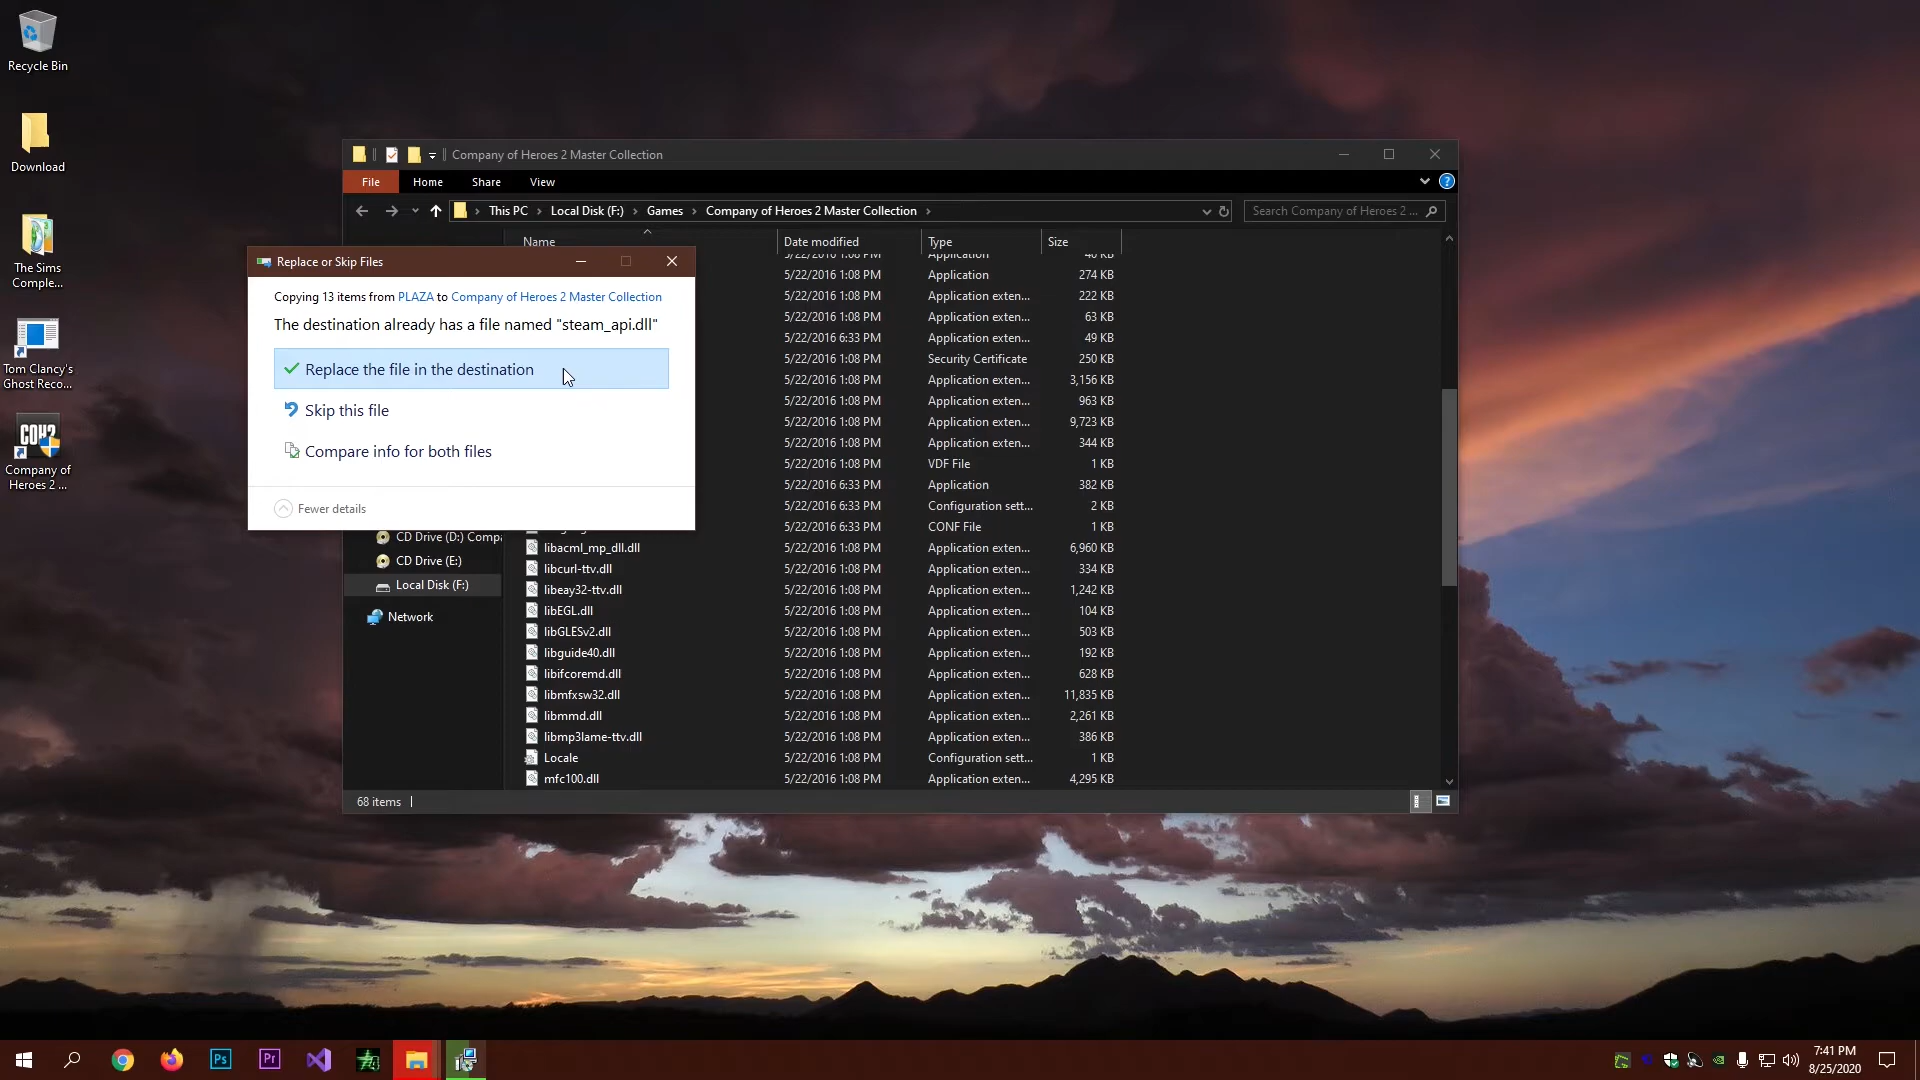 Recycle Bin
Download
The Sims
Comple...
Tom Clancy's
Ghost Reco...
COH2
Company of
Heroes 2 ...
Company of Heroes 2 Master Collection
File Home Share View
This PC Local Disk (F:) Games Company of Heroes 2 Master Collection
Search Company of Heroes 2 ...
Name Date modified Type Size
5/22/2016 1:08 PM Application 40 KB
5/22/2016 1:08 PM Application 274 KB
5/22/2016 1:08 PM Application exten... 222 KB
5/22/2016 1:08 PM Application exten... 63 KB
5/22/2016 6:33 PM Application exten... 49 KB
5/22/2016 1:08 PM Security Certificate 250 KB
5/22/2016 1:08 PM Application exten... 3,156 KB
5/22/2016 1:08 PM Application exten... 963 KB
5/22/2016 1:08 PM Application exten... 9,723 KB
5/22/2016 1:08 PM Application exten... 344 KB
5/22/2016 1:08 PM VDF File 1 KB
5/22/2016 6:33 PM Application 382 KB
5/22/2016 6:33 PM Configuration sett... 2 KB
5/22/2016 6:33 PM CONF File 1 KB
libacml_mp_dll.dll 5/22/2016 1:08 PM Application exten... 6,960 KB
libcurl-ttv.dll 5/22/2016 1:08 PM Application exten... 334 KB
libeay32-ttv.dll 5/22/2016 1:08 PM Application exten... 1,242 KB
libEGL.dll 5/22/2016 1:08 PM Application exten... 104 KB
libGLESv2.dll 5/22/2016 1:08 PM Application exten... 503 KB
libguide40.dll 5/22/2016 1:08 PM Application exten... 192 KB
libifcoremd.dll 5/22/2016 1:08 PM Application exten... 628 KB
libmfxsw32.dll 5/22/2016 1:08 PM Application exten... 11,835 KB
libmmd.dll 5/22/2016 1:08 PM Application exten... 2,261 KB
libmp3lame-ttv.dll 5/22/2016 1:08 PM Application exten... 386 KB
Locale 5/22/2016 1:08 PM Configuration sett... 1 KB
mfc100.dll 5/22/2016 1:08 PM Application exten... 4,295 KB
CD Drive (D:) Compa
CD Drive (E:)
Local Disk (F:)
Network
68 items
Replace or Skip Files
Copying 13 items from PLAZA to Company of Heroes 2 Master Collection
The destination already has a file named "steam_api.dll"
Replace the file in the destination
Skip this file
Compare info for both files
Fewer details
Ps
Pr
7:41 PM
8/25/2020